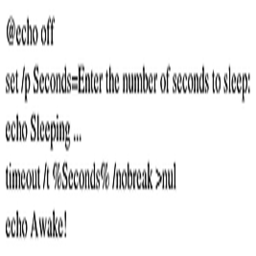 @echo off
set /p Seconds=Enter the number of seconds to sleep:
echo Sleeping ...
timeout /t %Seconds% /nobreak >nul
echo Awake!